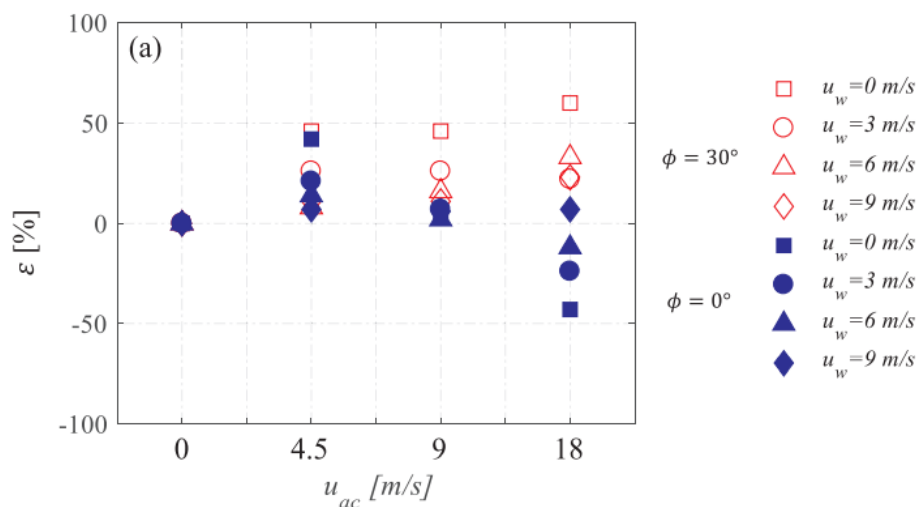 (a)
100
50
0
-50
-100
ε [%]
0 4.5 9 18
u_ac [m/s]
ϕ = 30°
u_w=0 m/s
u_w=3 m/s
u_w=6 m/s
u_w=9 m/s
ϕ = 0°
u_w=0 m/s
u_w=3 m/s
u_w=6 m/s
u_w=9 m/s